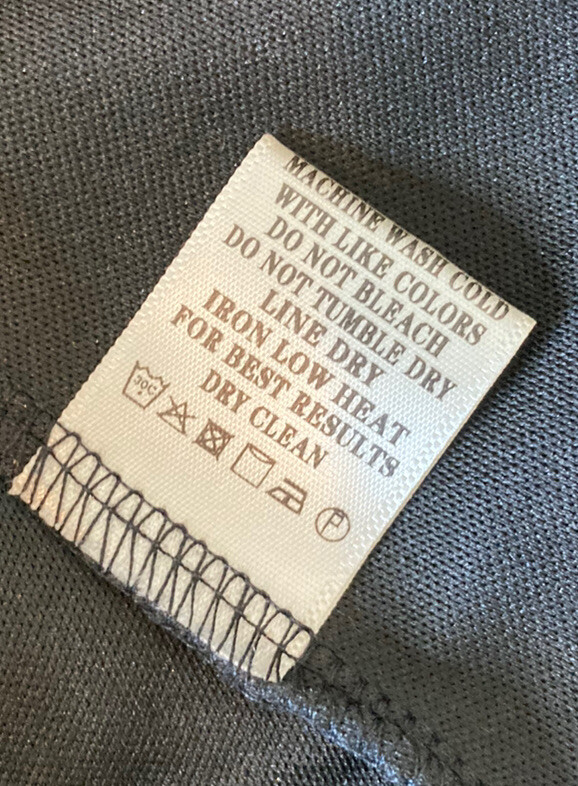 MACHINE WASH COLD
WITH LIKE COLORS
DO NOT BLEACH
DO NOT TUMBLE DRY
LINE DRY
IRON LOW HEAT
FOR BEST RESULTS
DRY CLEAN
30C P